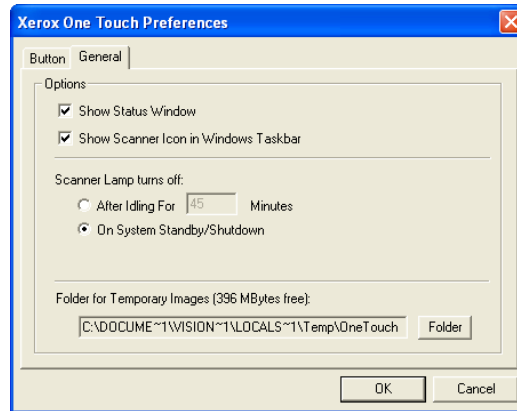 Xerox One Touch Preferences
Button General
Options
Show Status Window
Show Scanner Icon in Windows Taskbar
Scanner Lamp turns off:
After Idling For 45 Minutes
On System Standby/Shutdown
Folder for Temporary Images (396 MBytes free):
C:\DOCUME~1\VISION~1\LOCALS~1\Temp\OneTouch Folder
OK Cancel